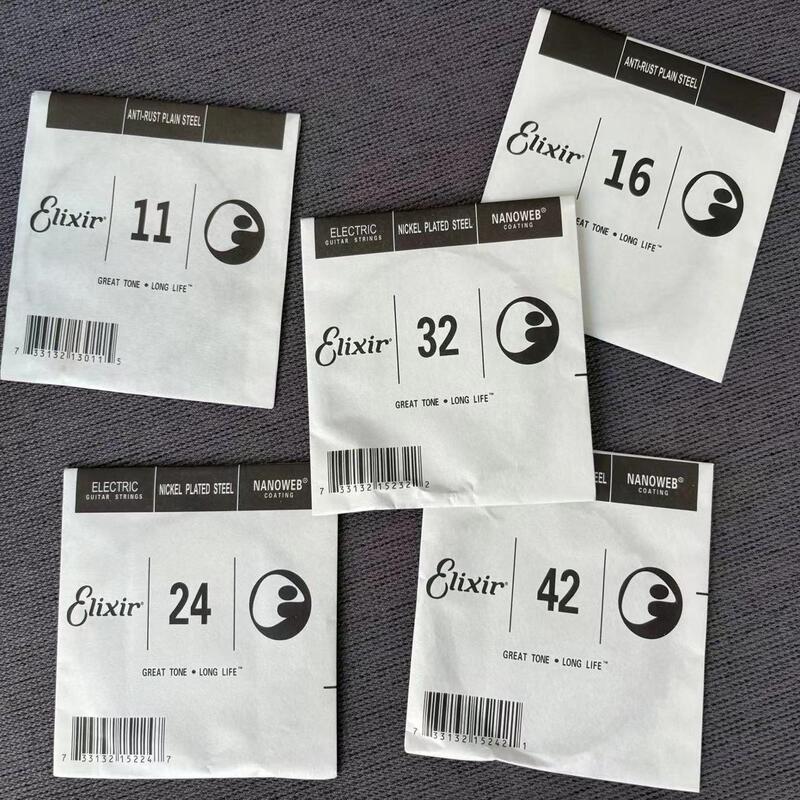 ANTI-RUST PLAIN STEEL
Elixir®
11
GREAT TONE • LONG LIFE™
7 33132 13011 5
ANTI-RUST PLAIN STEEL
Elixir®
16
TONE • LONG LIFE™
ELECTRIC
GUITAR STRINGS
NICKEL PLATED STEEL
NANOWEB®
COATING
Elixir®
32
GREAT TONE • LONG LIFE™
7 33132 15232 2
ELECTRIC
GUITAR STRINGS
NICKEL PLATED STEEL
NANOWEB®
COATING
Elixir®
24
GREAT TONE • LONG LIFE™
7 33132 15224 7
NANOWEB®
COATING
Elixir®
42
GREAT TONE • LONG LIFE™
7 33132 15242 1